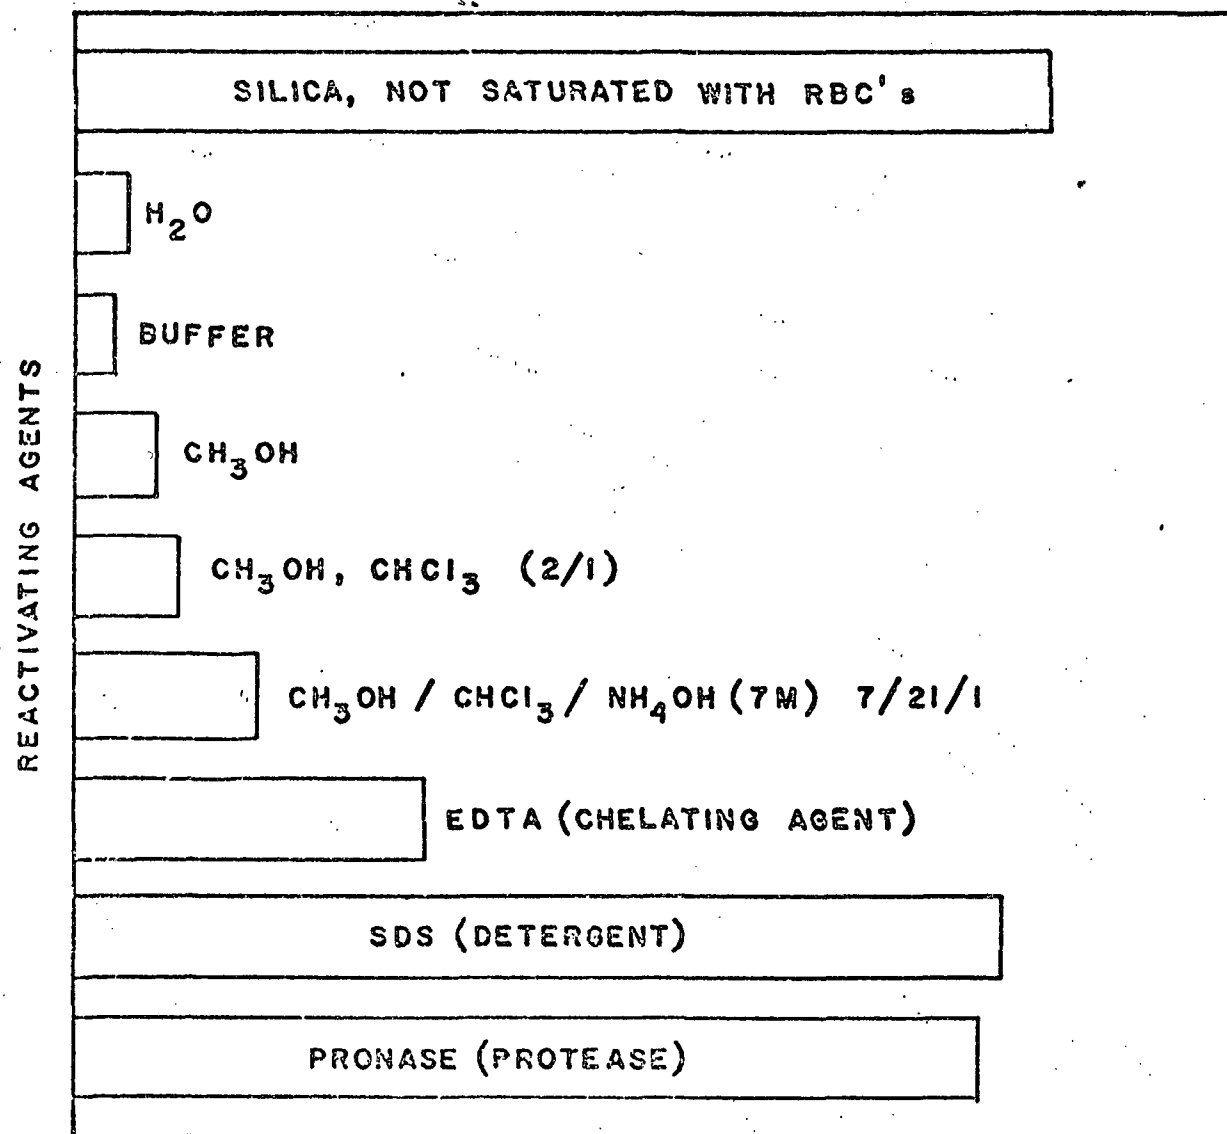 SILICA, NOT SATURATED WITH RBC's
H₂O
BUFFER
CH₃OH
CH₃OH, CHCl₃ (2/1)
CH₃OH / CHCl₃ / NH₄OH (7M) 7/21/1
EDTA (CHELATING AGENT)
SDS (DETERGENT)
PRONASE (PROTEASE)
REACTIVATING AGENTS